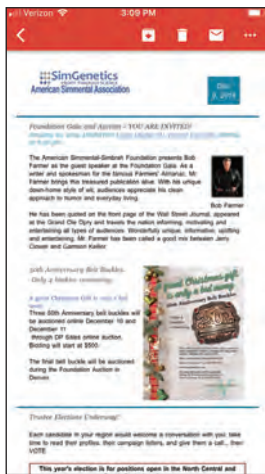 Verizon
3:09 PM
SimGenetics
American Simmental Association
Foundation Gala and Auction - YOU ARE INVITED!
The American Simmental-Simbrah Foundation presents Bob
Farmer as the guest speaker at the Foundation Gala. As a
writer and spokesman for the famous Farmers' Almanac, Mr.
Farmer brings this treasured publication alive. With his unique
down-home style of wit, audiences appreciate his clean
approach to humor and everyday living.
Bob Farmer
He has been quoted on the front page of the Wall Street Journal, appeared
at the Grand Ole Opry and travels the nation informing, motivating and
entertaining all types of audiences. Wonderfully unique, informative, uplifting
and entertaining. Mr. Farmer has been called a good mix between Jerry
Clower and Garrison Keillor.
50th Anniversary Belt Buckles
Only a
A great Christmas Gift is only a bid
away.
Three 50th Anniversary belt buckles will
be auctioned online December 10 and
December 11
through DP Sales online auction.
Bidding will start at $500.
The final belt buckle will be auctioned
during the Foundation Auction in
Denver.
great Christmas gift
is only a bid away
50th Anniversary Belt Buckles
Trustee Elections Underway!
Each candidate in your region would welcome a conversation with you, take
time to read their profiles, their campaign letters, and give them a call... then
VOTE
This year's election is for positions open in the North Central and